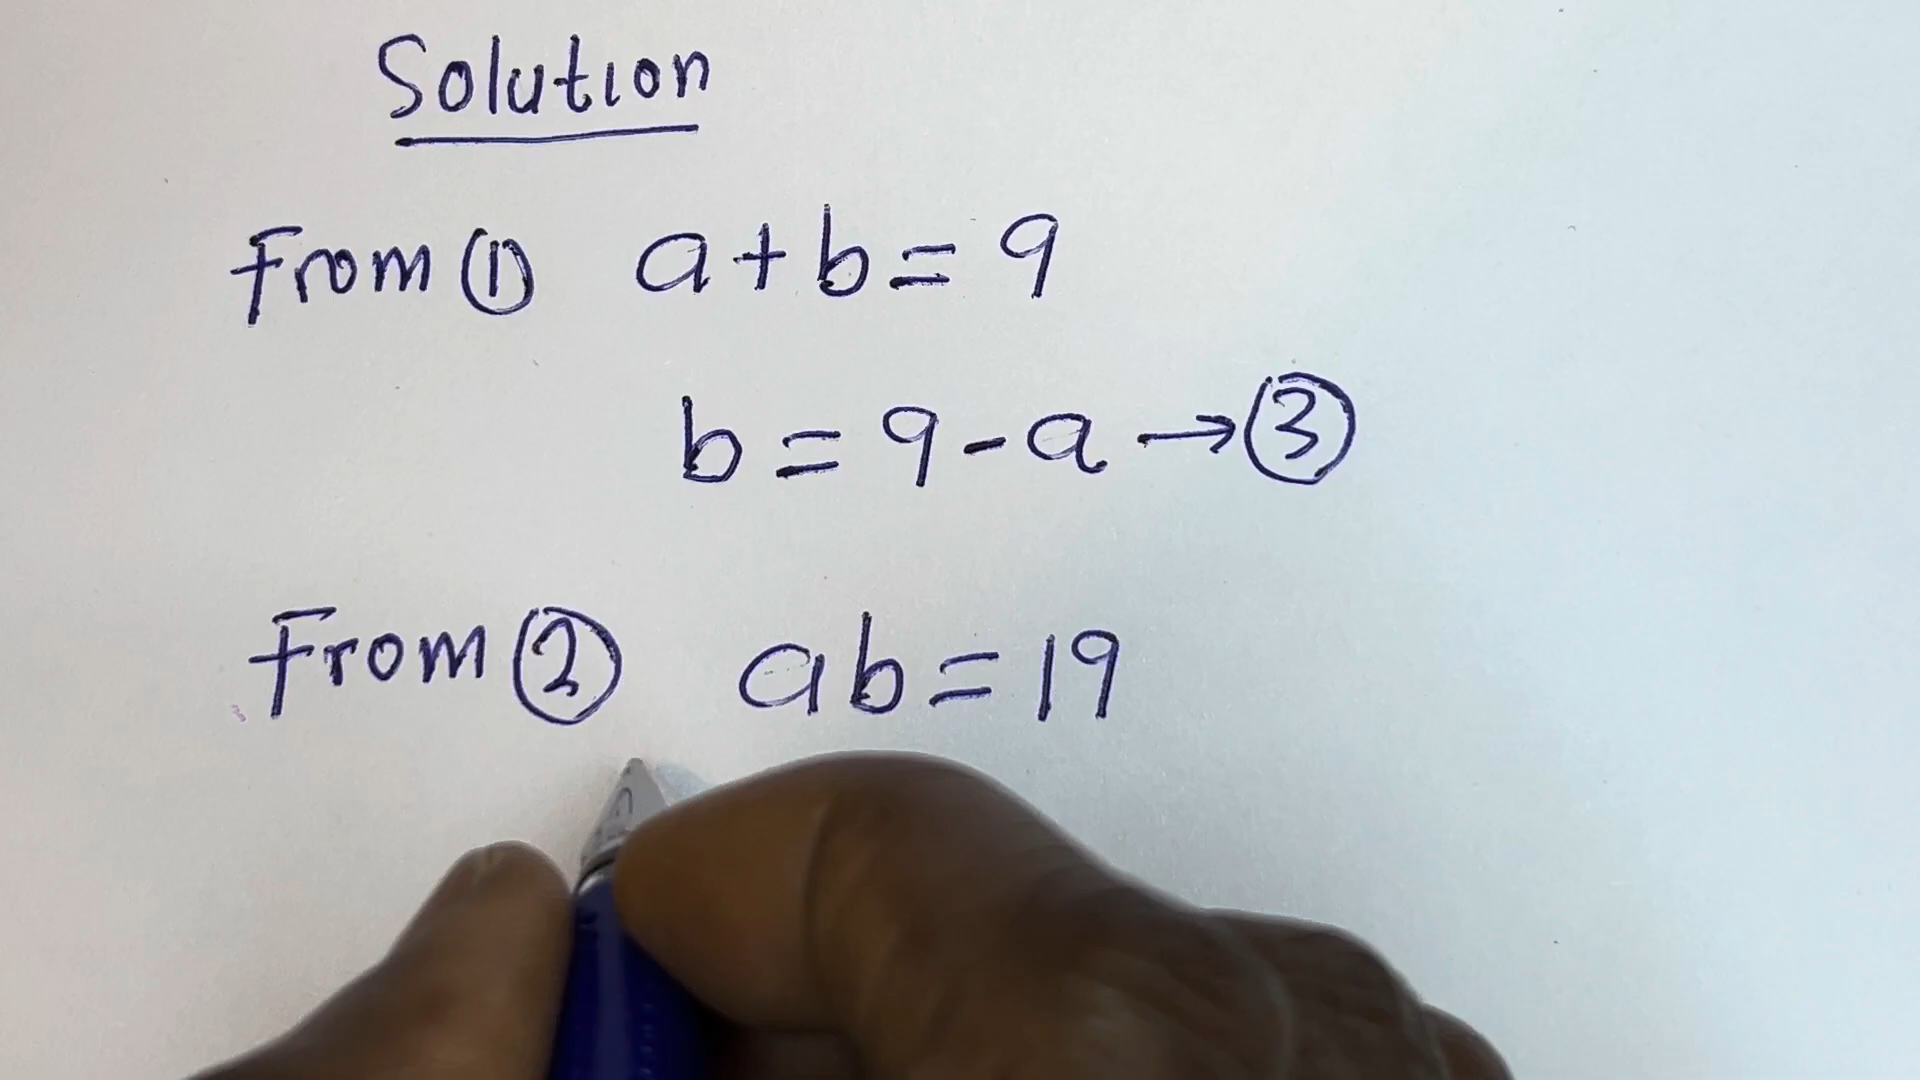 Solution
From ① a+b=9
b=9-a→③
From ② ab=19